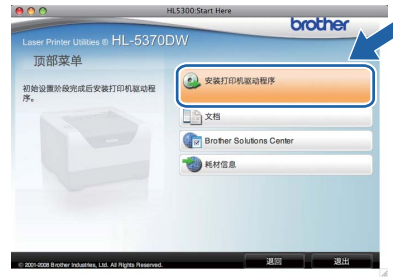 HL5300:Start Here
brother
Laser Printer Utilities ® HL-5370DW
顶部菜单
初始设置阶段完成后安装打印机驱动程
序。
安装打印机驱动程序
文档
Brother Solutions Center
耗材信息
© 2001-2008 Brother Industries, Ltd. All Rights Reserved.
退回
退出